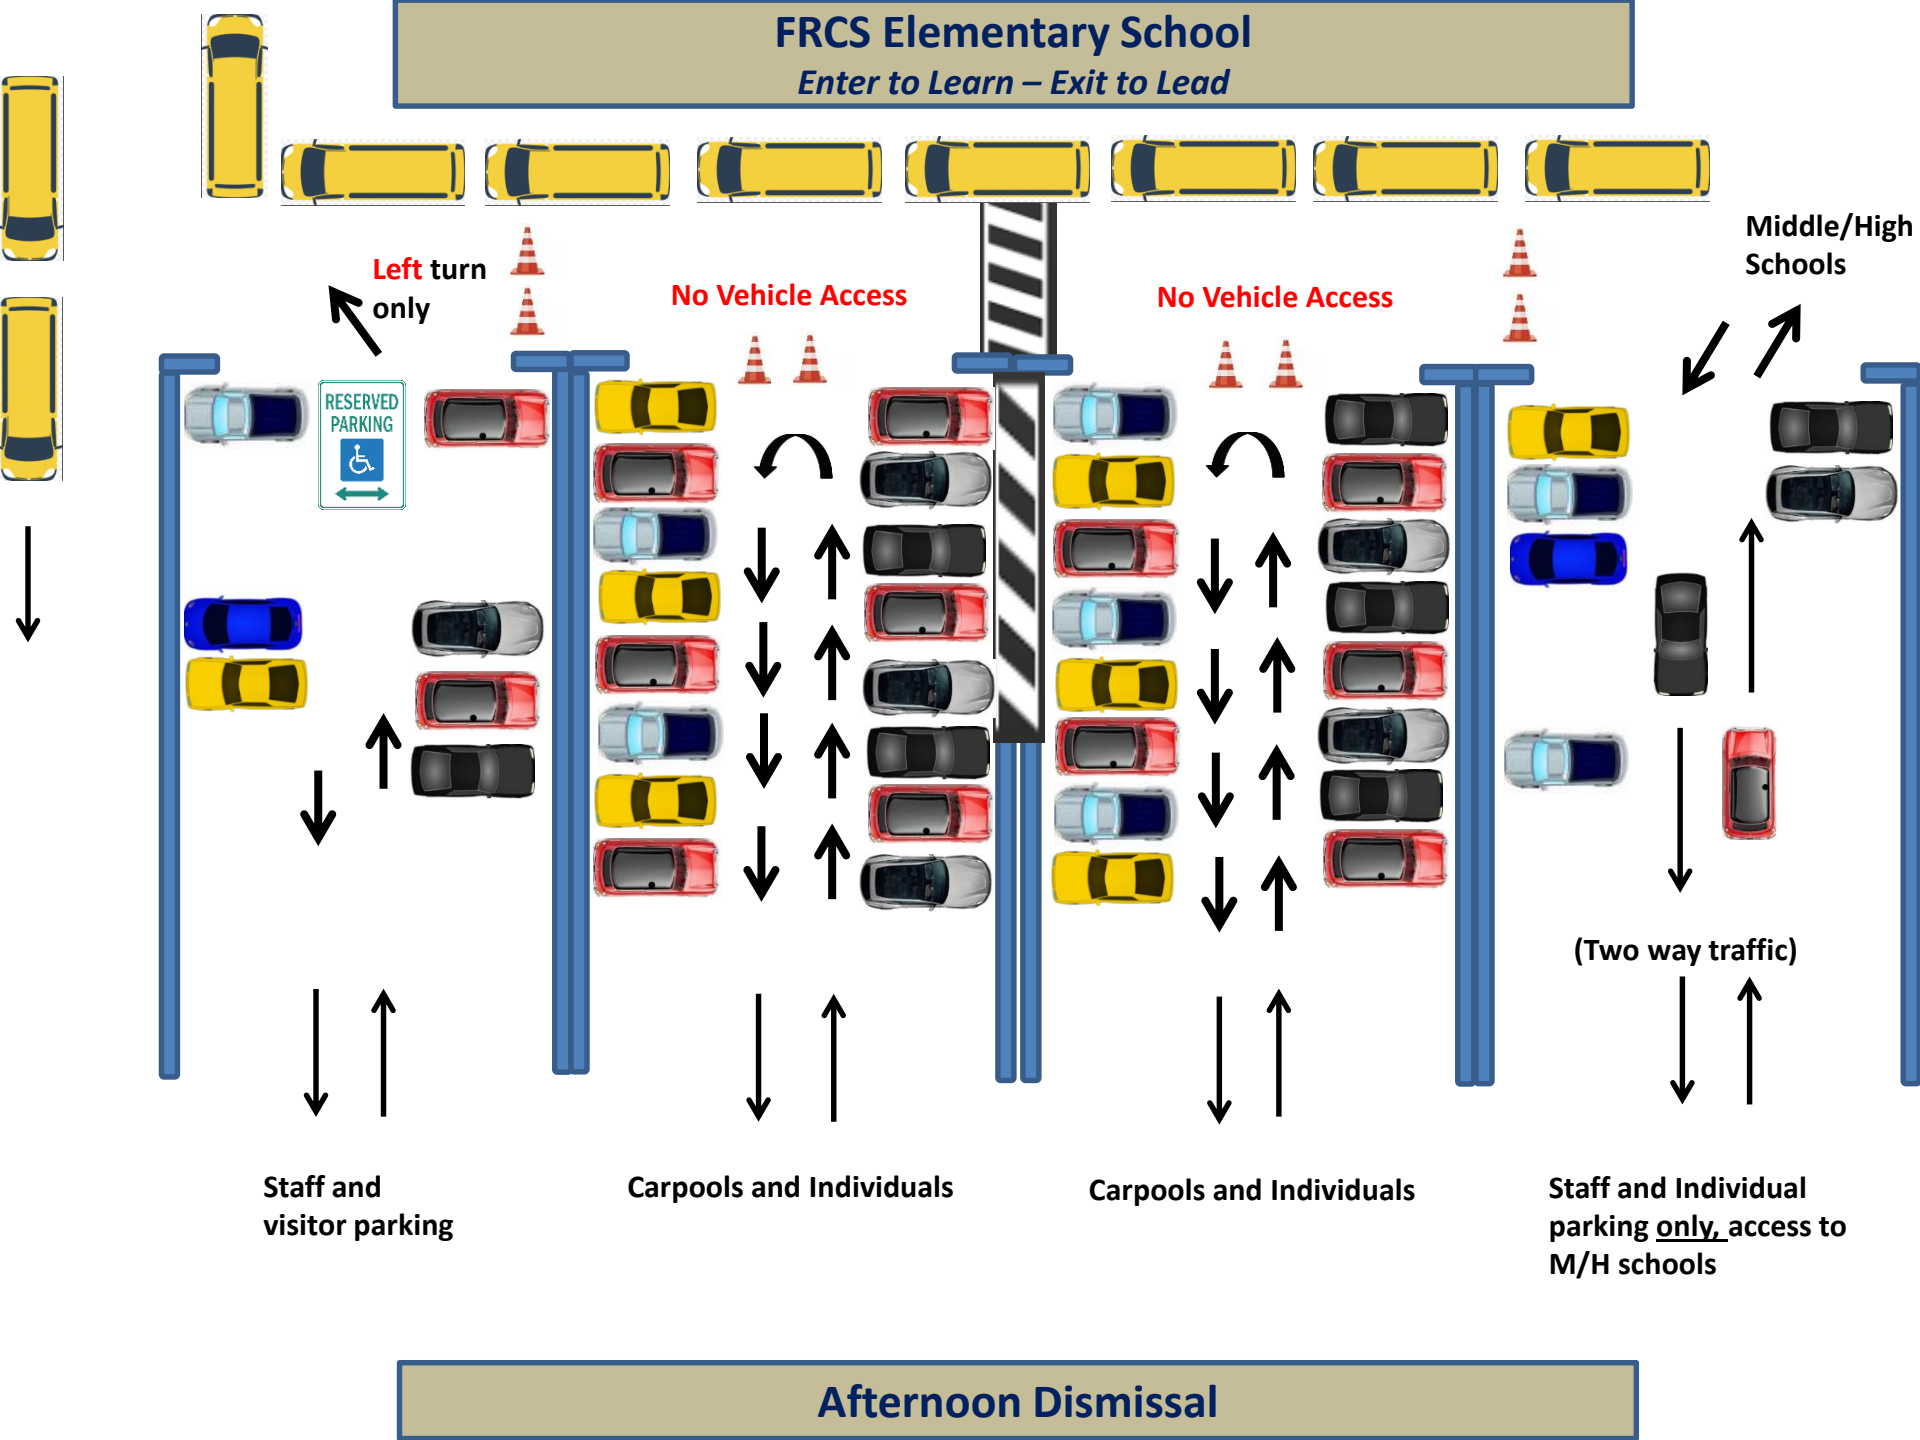 FRCS Elementary School
Enter to Learn – Exit to Lead
Middle/High
Schools
Left turn
only
No Vehicle Access
No Vehicle Access
RESERVED
PARKING
(Two way traffic)
Staff and
visitor parking
Carpools and Individuals
Carpools and Individuals
Staff and Individual
parking only, access to
M/H schools
Afternoon Dismissal